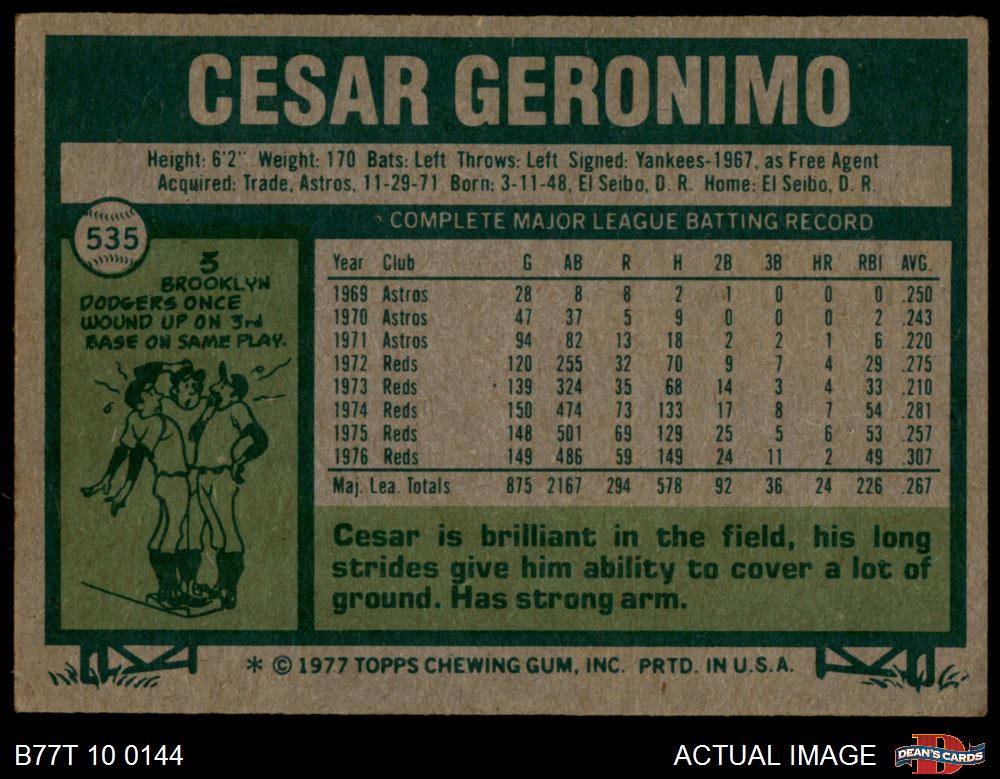 CESAR GERONIMO
Height: 6'2" Weight: 170 Bats: Left Throws: Left Signed: Yankees-1967, as Free Agent
Acquired: Trade, Astros, 11-29-71 Born: 3-11-48, El Seibo, D. R. Home: El Seibo, D. R.
535
COMPLETE MAJOR LEAGUE BATTING RECORD
3
BROOKLYN
DODGERS ONCE
WOUND UP ON 3rd
BASE ON SAME PLAY.
Year Club G AB R H 2B 3B HR RBI AVG.
1969 Astros 28 8 8 2 1 0 0 0 .250
1970 Astros 47 37 5 9 0 0 0 2 .243
1971 Astros 94 82 13 18 2 2 1 6 .220
1972 Reds 120 255 32 70 9 7 4 29 .275
1973 Reds 139 324 35 68 14 3 4 33 .210
1974 Reds 150 474 73 133 17 8 7 54 .281
1975 Reds 148 501 69 129 25 5 6 53 .257
1976 Reds 149 486 59 149 24 11 2 49 .307
Maj. Lea. Totals 875 2167 294 578 92 36 24 226 .267
Cesar is brilliant in the field, his long
strides give him ability to cover a lot of
ground. Has strong arm.
* © 1977 TOPPS CHEWING GUM, INC. PRTD. IN U.S.A.
B77T 10 0144
ACTUAL IMAGE
DEAN'S CARDS